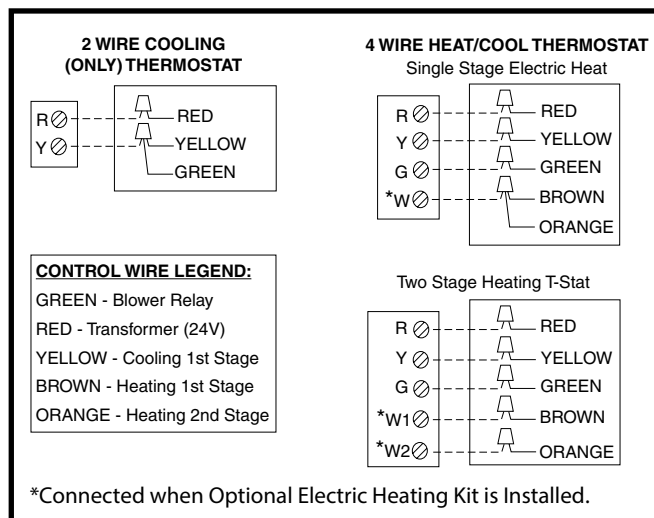 2 WIRE COOLING
(ONLY) THERMOSTAT
R
Y
RED
YELLOW
GREEN
4 WIRE HEAT/COOL THERMOSTAT
Single Stage Electric Heat
R
Y
G
*W
RED
YELLOW
GREEN
BROWN
ORANGE
CONTROL WIRE LEGEND:
GREEN - Blower Relay
RED - Transformer (24V)
YELLOW - Cooling 1st Stage
BROWN - Heating 1st Stage
ORANGE - Heating 2nd Stage
Two Stage Heating T-Stat
R
Y
G
*W1
*W2
RED
YELLOW
GREEN
BROWN
ORANGE
*Connected when Optional Electric Heating Kit is Installed.